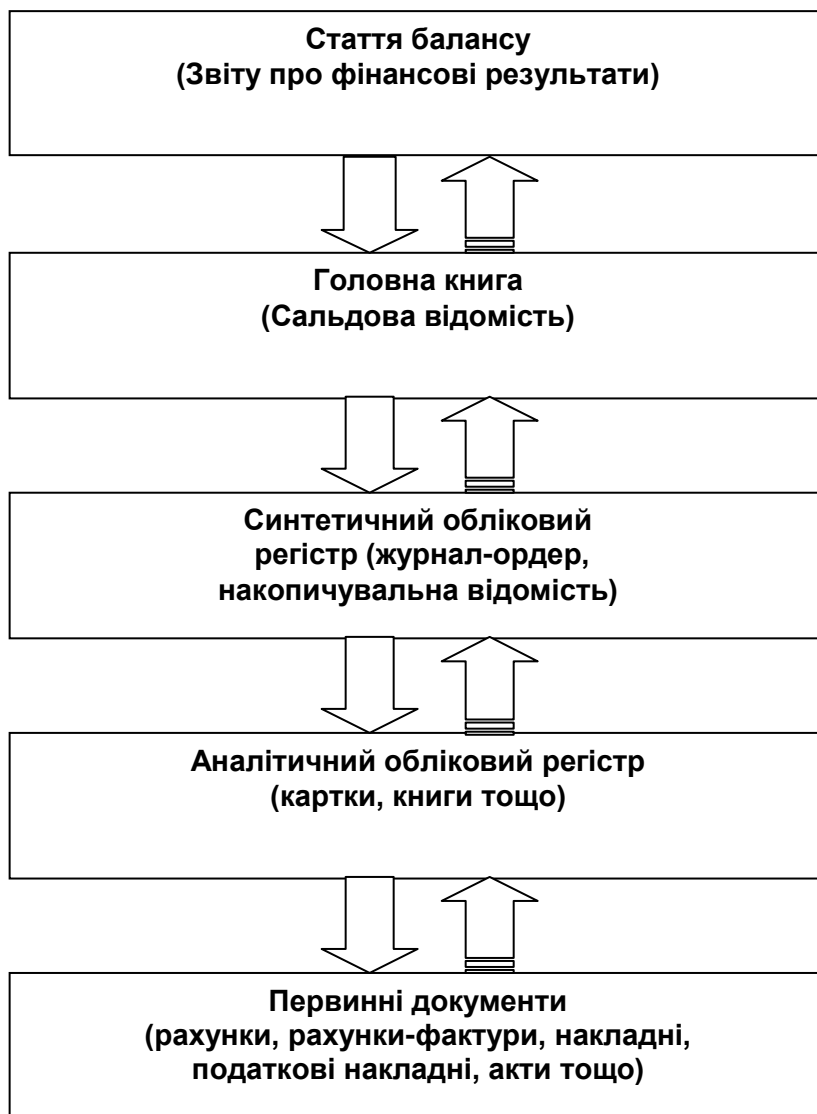 Стаття балансу
(Звіту про фінансові результати)
Головна книга
(Сальдова відомість)
Синтетичний обліковий
регістр (журнал-ордер,
накопичувальна відомість)
Аналітичний обліковий регістр
(картки, книги тощо)
Первинні документи
(рахунки, рахунки-фактури, накладні,
податкові накладні, акти тощо)